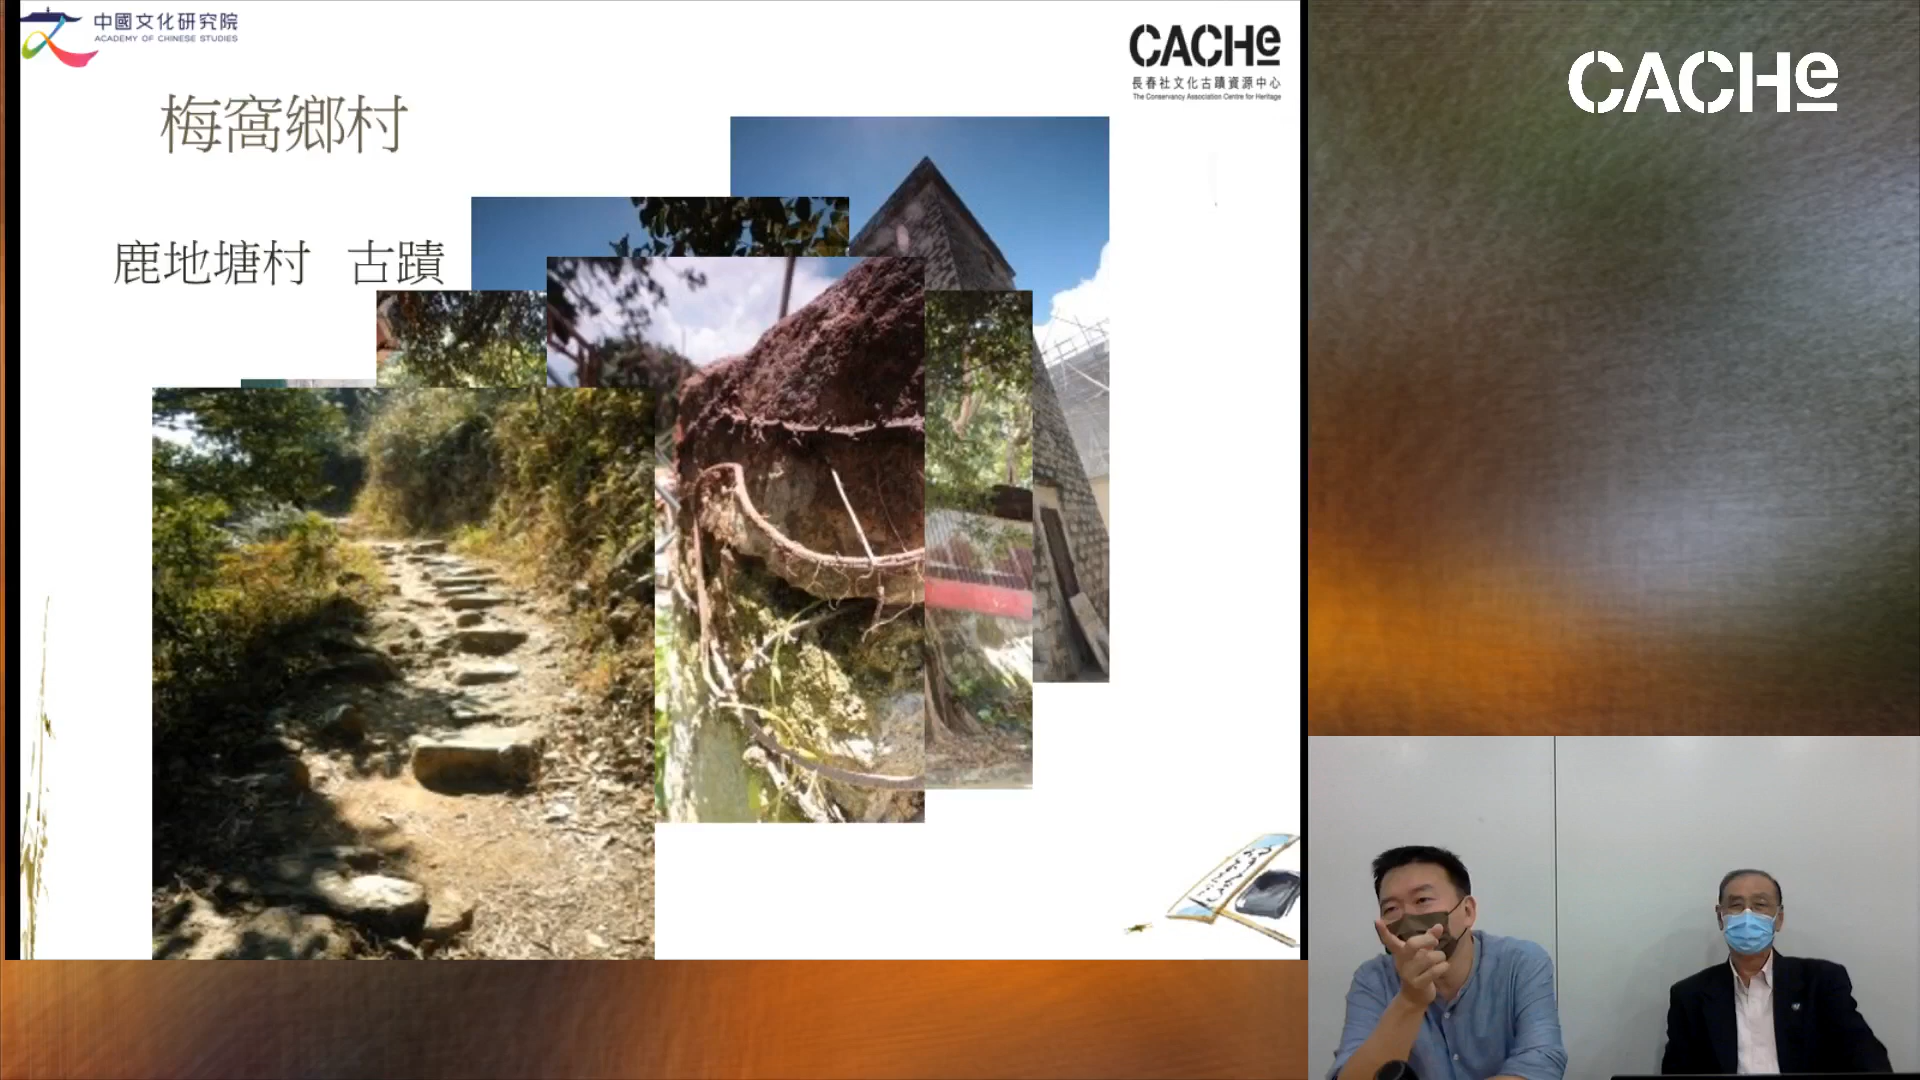 中國文化研究院
ACADEMY OF CHINESE STUDIES
CACHe
長春社文化古蹟資源中心
The Conservancy Association Centre for Heritage
CACHe
梅窩鄉村
鹿地塘村 古蹟